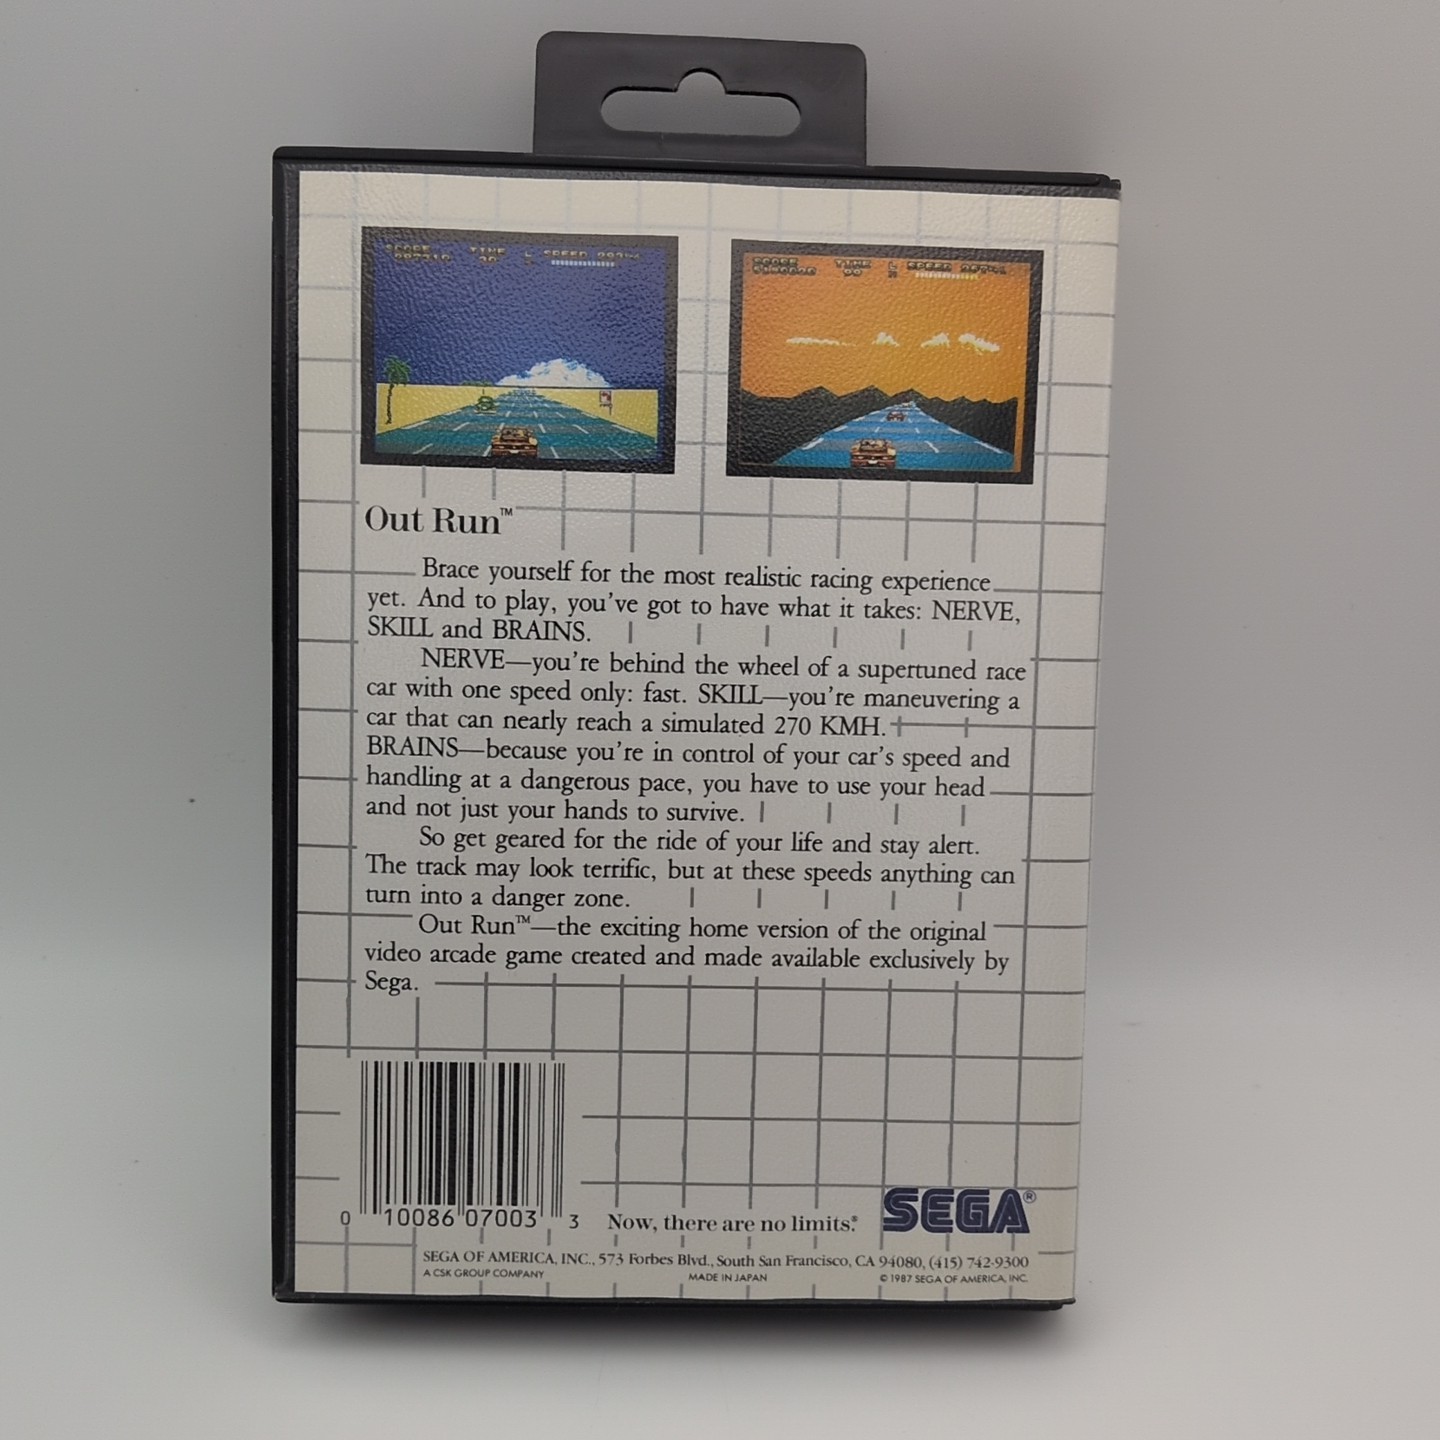 SCORE TIME SPEED
SCORE TIME SPEED
Out Run™
Brace yourself for the most realistic racing experience
yet. And to play, you've got to have what it takes: NERVE,
SKILL and BRAINS.
NERVE—you're behind the wheel of a supertuned race
car with one speed only: fast. SKILL—you're maneuvering a
car that can nearly reach a simulated 270 KMH.
BRAINS—because you're in control of your car's speed and
handling at a dangerous pace, you have to use your head
and not just your hands to survive.
So get geared for the ride of your life and stay alert.
The track may look terrific, but at these speeds anything can
turn into a danger zone.
Out Run™—the exciting home version of the original
video arcade game created and made available exclusively by
Sega.
0 10086 07003 3
Now, there are no limits.®
SEGA®
SEGA OF AMERICA, INC., 573 Forbes Blvd., South San Francisco, CA 94080, (415) 742-9300
A CSK GROUP COMPANY MADE IN JAPAN © 1987 SEGA OF AMERICA, INC.